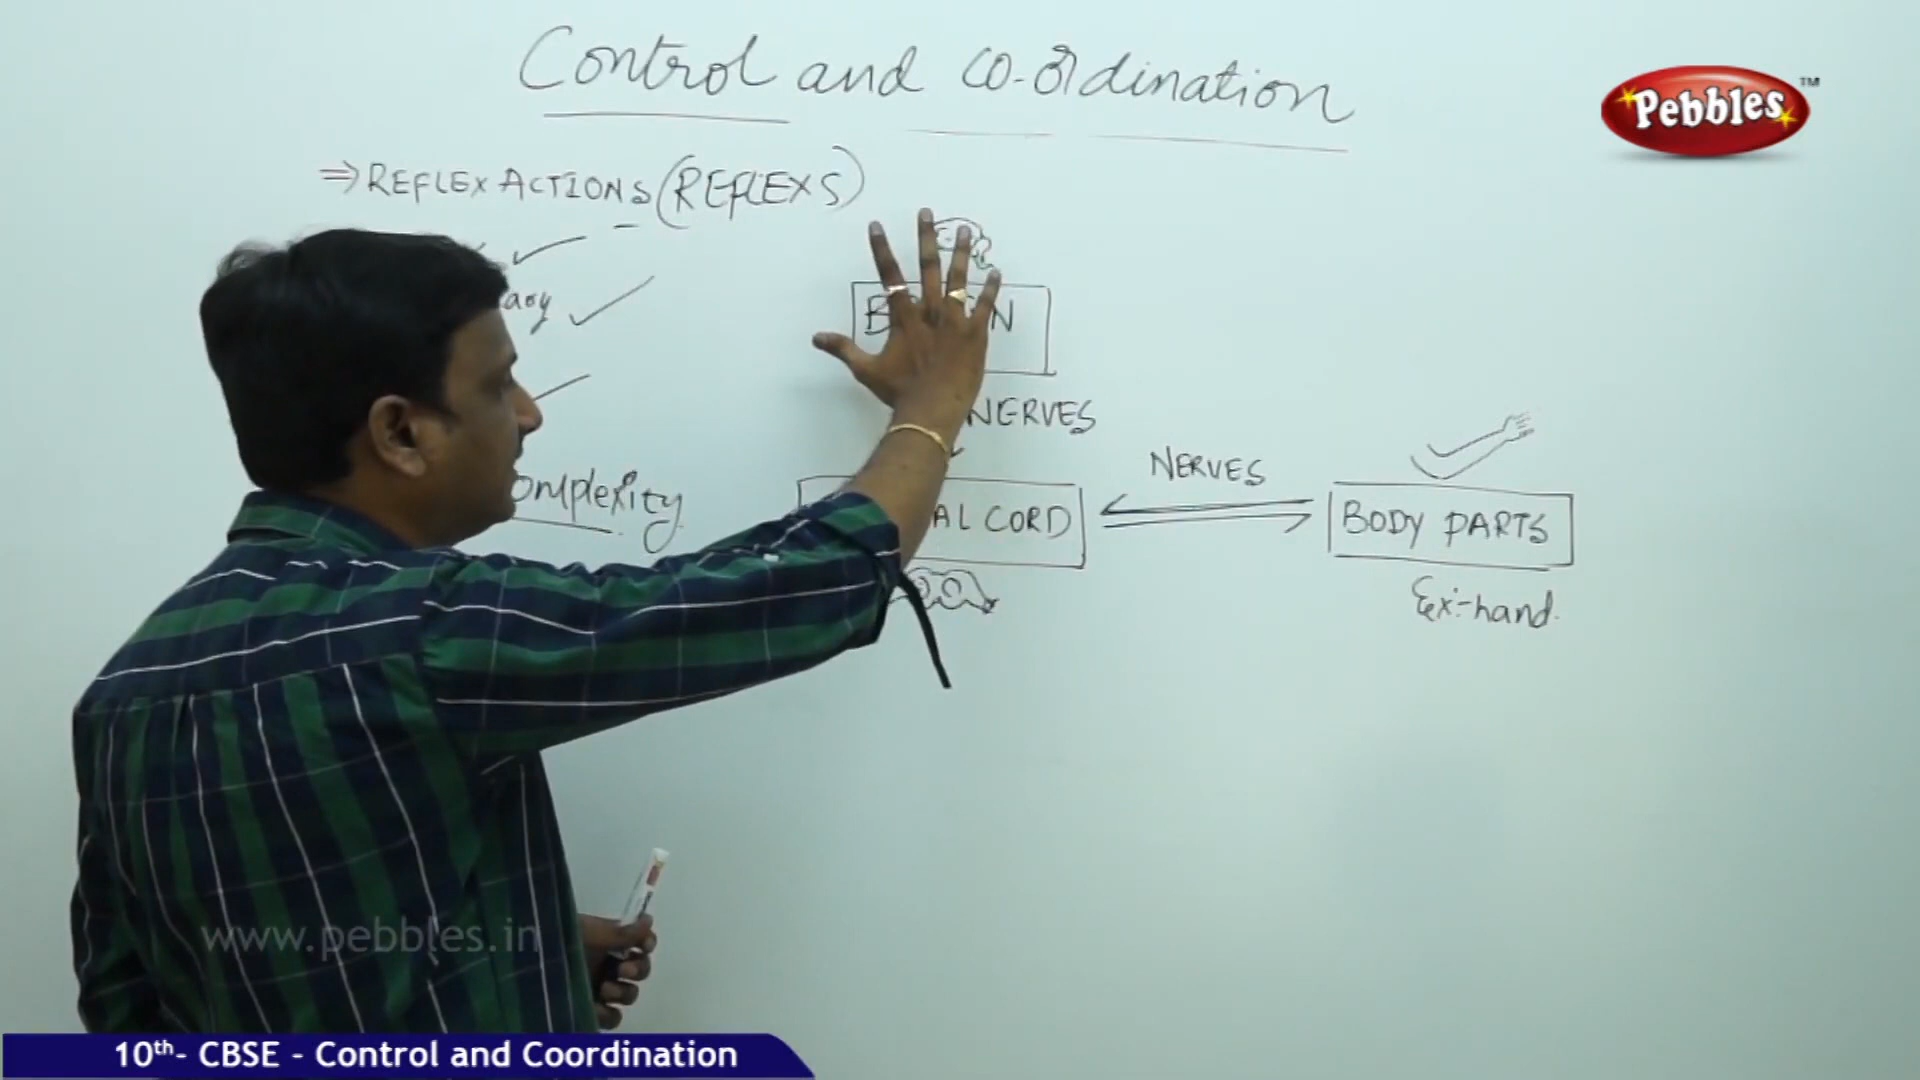 Control and co-ordination
Pebbles™
⇒ REFLEX ACTIONS (REFLEXS)
NERVES
NERVES
omplexity
AL CORD
BODY PARTS
Ex:-hand.
www.pebbles.in
10th- CBSE - Control and Coordination